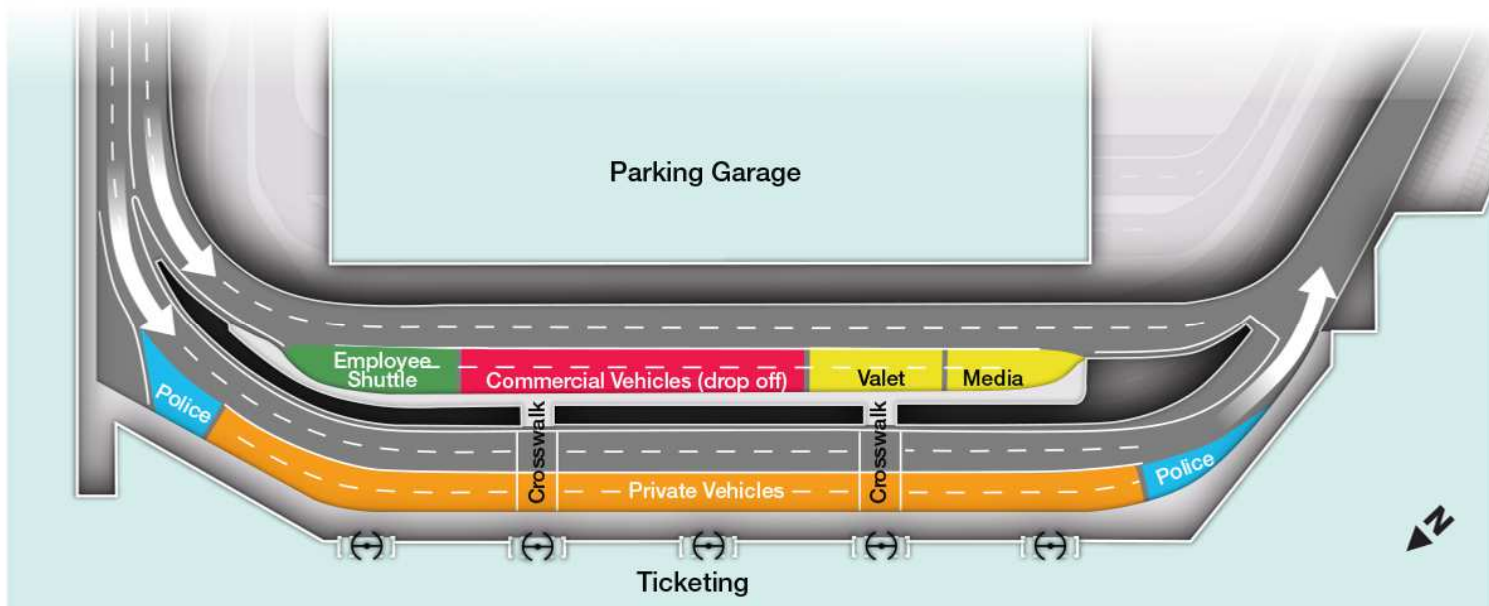 Parking Garage
Employee
Shuttle
Commercial Vehicles (drop off)
Valet
Media
Police
Crosswalk
Crosswalk
Private Vehicles
Police
Ticketing
N